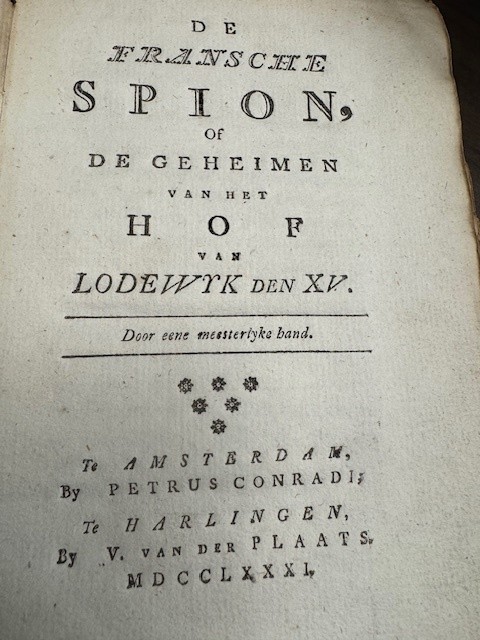 DE
FRANSCHE
SPION,
Of
DE GEHEIMEN
VAN HET
HOF
VAN
LODEWYK DEN XV.
Door eene meesterlyke hand.
Te AMSTERDAM,
By PETRUS CONRADI;
Te HARLINGEN,
By V. VAN DER PLAATS.
MDCCLXXXI.